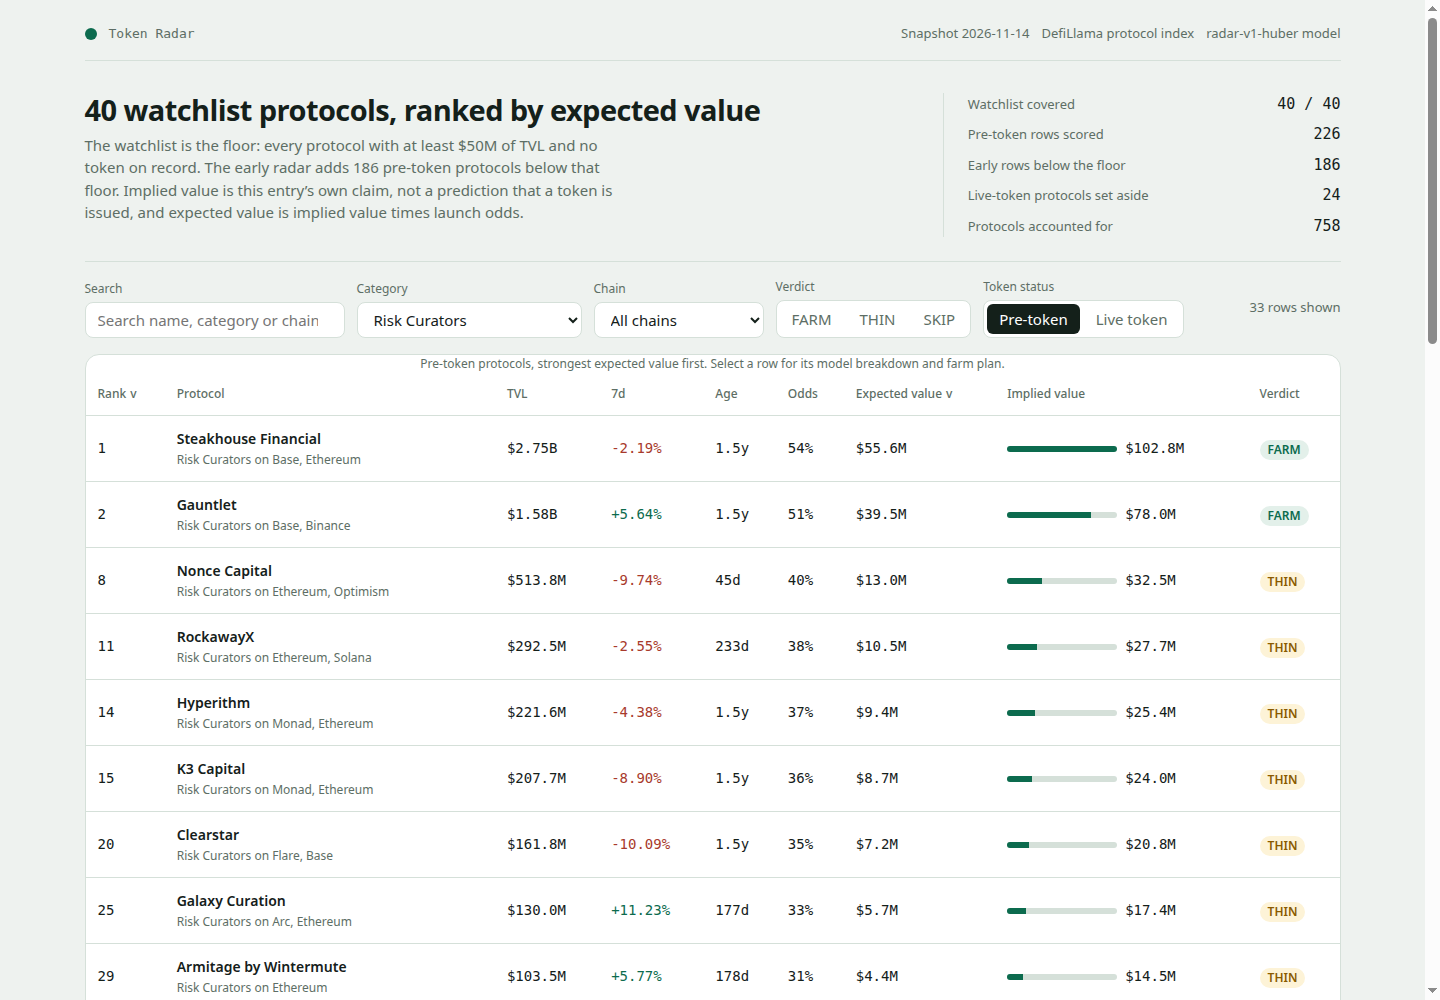 Token Radar
Snapshot 2026-11-14 DefiLlama protocol index radar-v1-huber model
40 watchlist protocols, ranked by expected value
The watchlist is the floor: every protocol with at least $50M of TVL and no
token on record. The early radar adds 186 pre-token protocols below that
floor. Implied value is this entry’s own claim, not a prediction that a token is
issued, and expected value is implied value times launch odds.
Watchlist covered 40 / 40
Pre-token rows scored 226
Early rows below the floor 186
Live-token protocols set aside 24
Protocols accounted for 758
Search Category Chain Verdict Token status
Search name, category or chain Risk Curators All chains FARM THIN SKIP Pre-token Live token 33 rows shown
Pre-token protocols, strongest expected value first. Select a row for its model breakdown and farm plan.
Rank v Protocol TVL 7d Age Odds Expected value v Implied value Verdict
1 Steakhouse Financial $2.75B -2.19% 1.5y 54% $55.6M $102.8M FARM
Risk Curators on Base, Ethereum
2 Gauntlet $1.58B +5.64% 1.5y 51% $39.5M $78.0M FARM
Risk Curators on Base, Binance
8 Nonce Capital $513.8M -9.74% 45d 40% $13.0M $32.5M THIN
Risk Curators on Ethereum, Optimism
11 RockawayX $292.5M -2.55% 233d 38% $10.5M $27.7M THIN
Risk Curators on Ethereum, Solana
14 Hyperithm $221.6M -4.38% 1.5y 37% $9.4M $25.4M THIN
Risk Curators on Monad, Ethereum
15 K3 Capital $207.7M -8.90% 1.5y 36% $8.7M $24.0M THIN
Risk Curators on Monad, Ethereum
20 Clearstar $161.8M -10.09% 1.5y 35% $7.2M $20.8M THIN
Risk Curators on Flare, Base
25 Galaxy Curation $130.0M +11.23% 177d 33% $5.7M $17.4M THIN
Risk Curators on Arc, Ethereum
29 Armitage by Wintermute $103.5M +5.77% 178d 31% $4.4M $14.5M THIN
Risk Curators on Ethereum